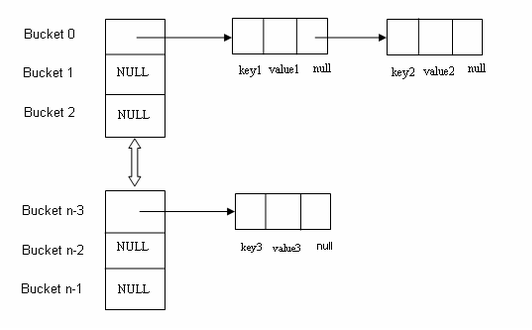 Bucket 0
Bucket 1
NULL
Bucket 2
NULL
key1 value1 null
key2 value2 null
Bucket n-3
Bucket n-2
NULL
Bucket n-1
NULL
key3 value3 null